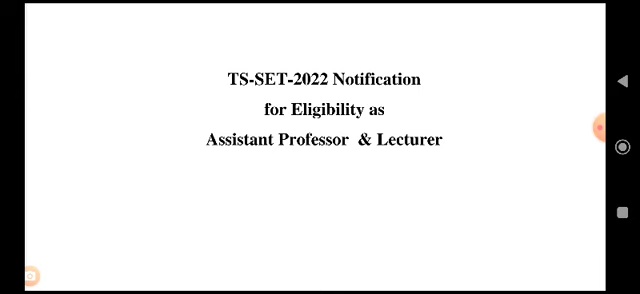 TS-SET-2022 Notification
for Eligibility as
Assistant Professor & Lecturer